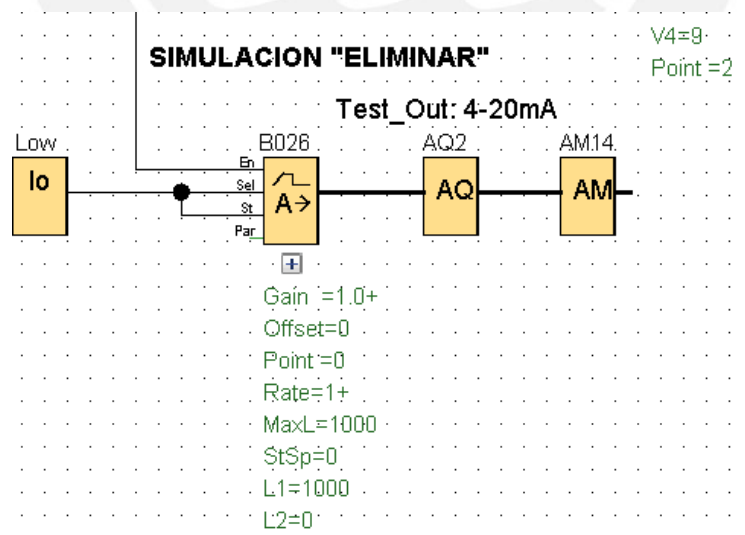 V4=9
Point =2
SIMULACION "ELIMINAR"
Test_Out: 4-20mA
Low
B026
AQ2
AM14
lo
En
Sel
St
Par
A→
AQ
AM
+
Gain =1.0+
Offset=0
Point =0
Rate=1+
MaxL=1000
StSp=0
L1=1000
L2=0